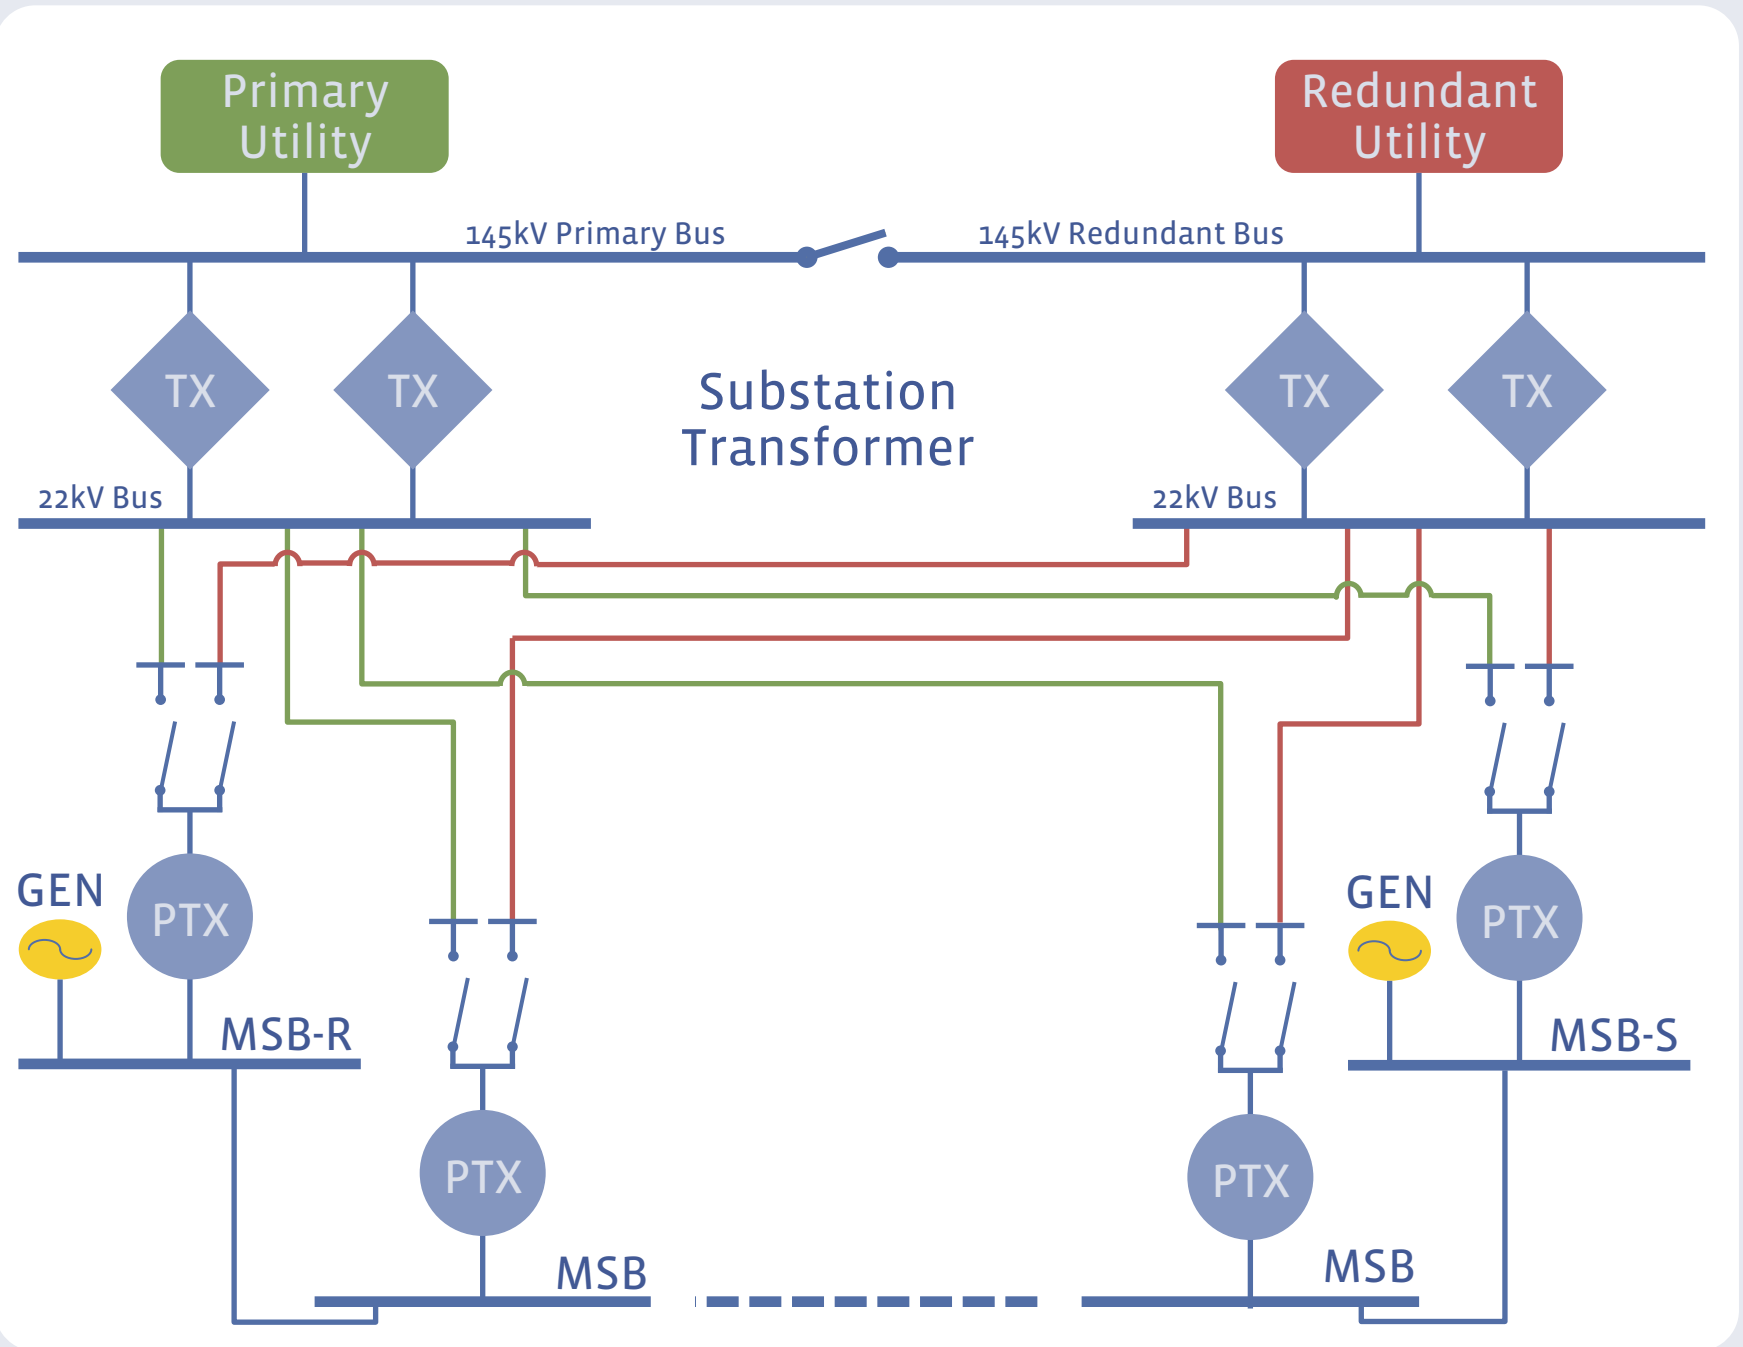 Primary
Utility
Redundant
Utility
145kV Primary Bus
145kV Redundant Bus
TX
TX
Substation
Transformer
TX
TX
22kV Bus
22kV Bus
GEN
PTX
GEN
PTX
MSB-R
MSB-S
PTX
PTX
MSB
MSB